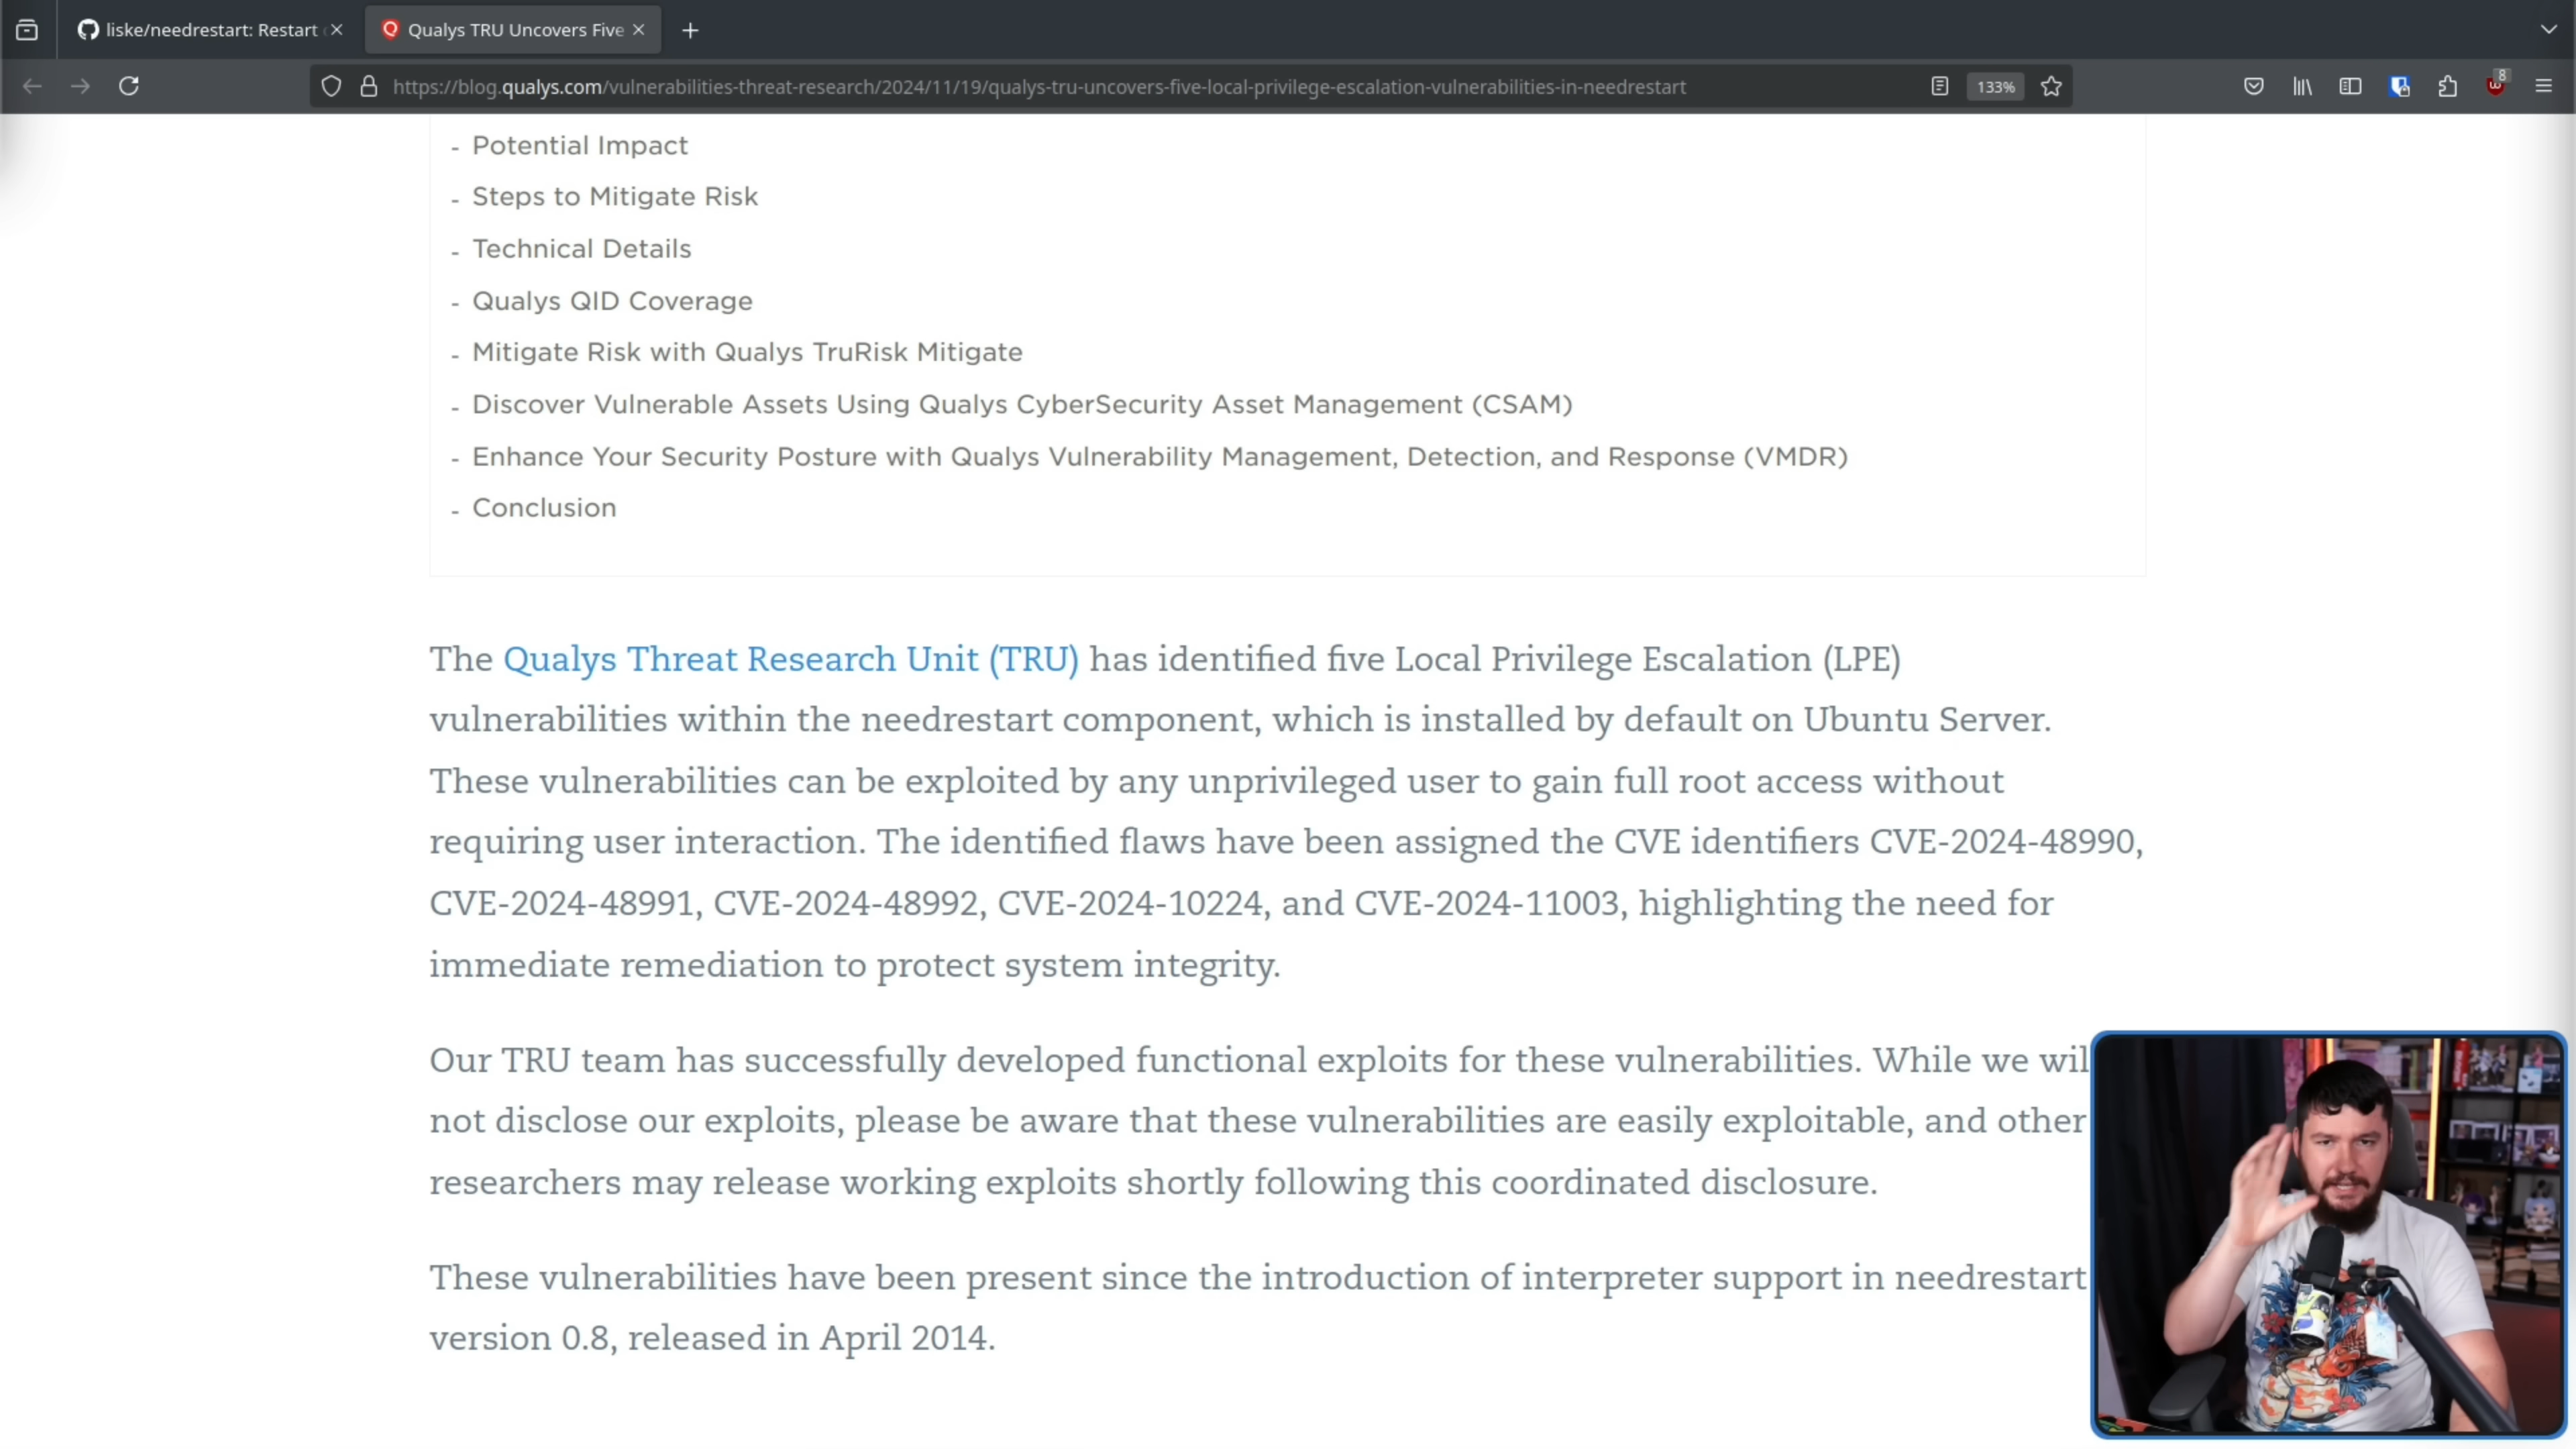 liske/needrestart: Restart
Qualys TRU Uncovers Five
https://blog.qualys.com/vulnerabilities-threat-research/2024/11/19/qualys-tru-uncovers-five-local-privilege-escalation-vulnerabilities-in-needrestart
133%
8
- Potential Impact
- Steps to Mitigate Risk
- Technical Details
- Qualys QID Coverage
- Mitigate Risk with Qualys TruRisk Mitigate
- Discover Vulnerable Assets Using Qualys CyberSecurity Asset Management (CSAM)
- Enhance Your Security Posture with Qualys Vulnerability Management, Detection, and Response (VMDR)
- Conclusion
The Qualys Threat Research Unit (TRU) has identified five Local Privilege Escalation (LPE)
vulnerabilities within the needrestart component, which is installed by default on Ubuntu Server.
These vulnerabilities can be exploited by any unprivileged user to gain full root access without
requiring user interaction. The identified flaws have been assigned the CVE identifiers CVE-2024-48990,
CVE-2024-48991, CVE-2024-48992, CVE-2024-10224, and CVE-2024-11003, highlighting the need for
immediate remediation to protect system integrity.
Our TRU team has successfully developed functional exploits for these vulnerabilities. While we wil
not disclose our exploits, please be aware that these vulnerabilities are easily exploitable, and other
researchers may release working exploits shortly following this coordinated disclosure.
These vulnerabilities have been present since the introduction of interpreter support in needrestart
version 0.8, released in April 2014.